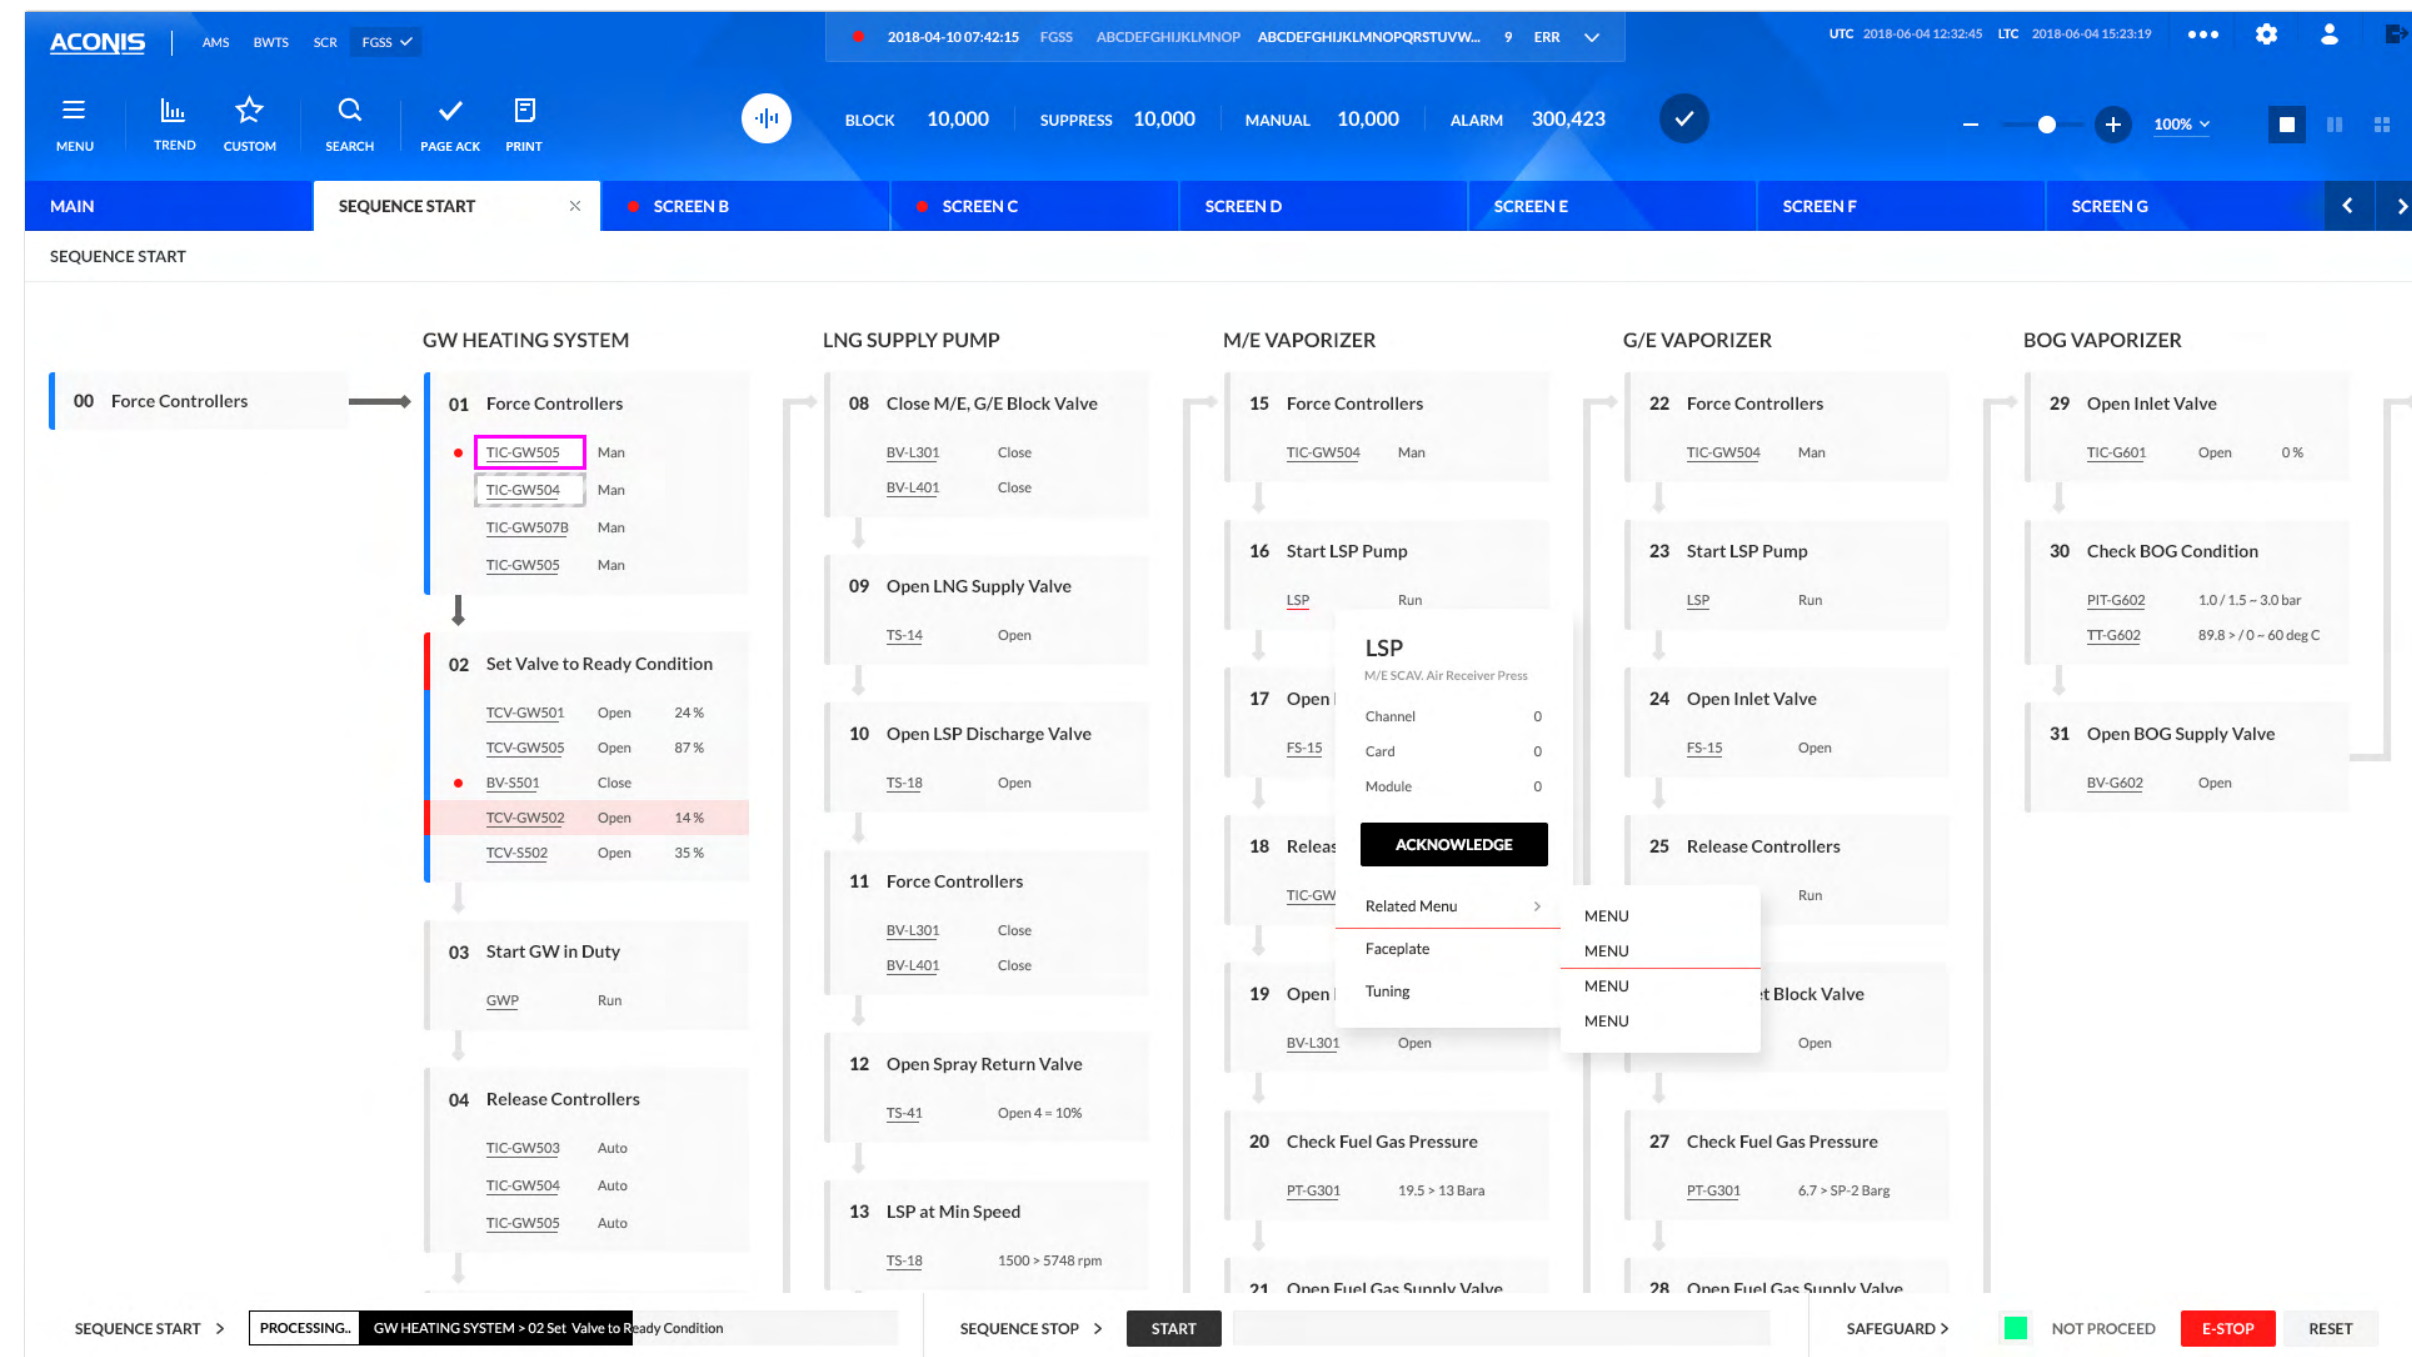 ACONIS AMS BWTS SCR FGSS
2018-04-10 07:42:15 FGSS ABCDEFGHIJKLMNOP ABCDEFGHIJKLMNOPQRSTUVW... 9 ERR
UTC 2018-06-04 12:32:45 LTC 2018-06-04 15:23:19
MENU TREND CUSTOM SEARCH PAGE ACK PRINT
BLOCK 10,000 SUPPRESS 10,000 MANUAL 10,000 ALARM 300,423
100%
MAIN SEQUENCE START SCREEN B SCREEN C SCREEN D SCREEN E SCREEN F SCREEN G
SEQUENCE START
00 Force Controllers
GW HEATING SYSTEM
01 Force Controllers
TIC-GW505 Man
TIC-GW504 Man
TIC-GW507B Man
TIC-GW505 Man
02 Set Valve to Ready Condition
TCV-GW501 Open 24 %
TCV-GW505 Open 87 %
BV-S501 Close
TCV-GW502 Open 14 %
TCV-S502 Open 35 %
03 Start GW in Duty
GWP Run
04 Release Controllers
TIC-GW503 Auto
TIC-GW504 Auto
TIC-GW505 Auto
LNG SUPPLY PUMP
08 Close M/E, G/E Block Valve
BV-L301 Close
BV-L401 Close
09 Open LNG Supply Valve
TS-14 Open
10 Open LSP Discharge Valve
TS-18 Open
11 Force Controllers
BV-L301 Close
BV-L401 Close
12 Open Spray Return Valve
TS-41 Open 4 = 10%
13 LSP at Min Speed
TS-18 1500 > 5748 rpm
M/E VAPORIZER
15 Force Controllers
TIC-GW504 Man
16 Start LSP Pump
LSP Run
17 Open
FS-15
18 Releas
TIC-GW
19 Open
BV-L301 Open
20 Check Fuel Gas Pressure
PT-G301 19.5 > 13 Bara
21 Open Fuel Gas Supply Valve
LSP
M/E SCAV. Air Receiver Press
Channel 0
Card 0
Module 0
ACKNOWLEDGE
Related Menu >
Faceplate
Tuning
MENU
MENU
MENU
MENU
G/E VAPORIZER
22 Force Controllers
TIC-GW504 Man
23 Start LSP Pump
LSP Run
24 Open Inlet Valve
FS-15 Open
25 Release Controllers
Run
et Block Valve
Open
27 Check Fuel Gas Pressure
PT-G301 6.7 > SP-2 Barg
28 Open Fuel Gas Supply Valve
BOG VAPORIZER
29 Open Inlet Valve
TIC-G601 Open 0 %
30 Check BOG Condition
PIT-G602 1.0 / 1.5 ~ 3.0 bar
TT-G602 89.8 > / 0 ~ 60 deg C
31 Open BOG Supply Valve
BV-G602 Open
SEQUENCE START > PROCESSING.. GW HEATING SYSTEM > 02 Set Valve to Ready Condition
SEQUENCE STOP > START
SAFEGUARD > NOT PROCEED E-STOP RESET